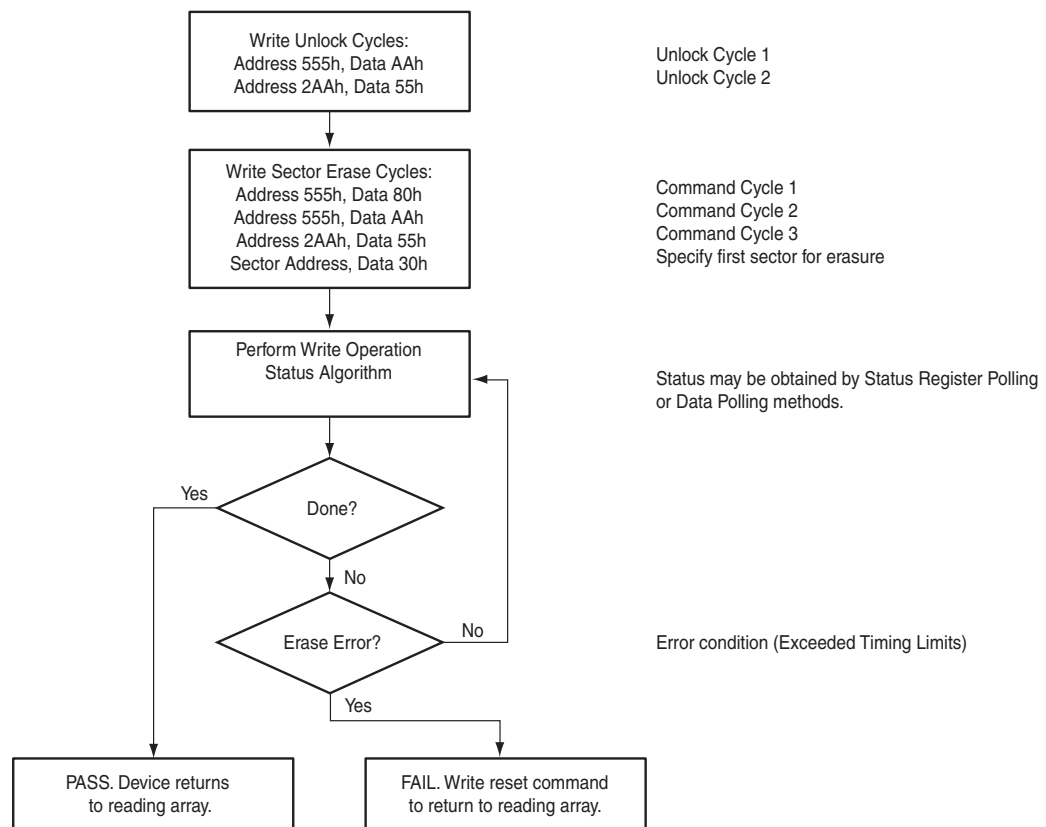 Write Unlock Cycles:
Address 555h, Data AAh
Address 2AAh, Data 55h
Unlock Cycle 1
Unlock Cycle 2
Write Sector Erase Cycles:
Address 555h, Data 80h
Address 555h, Data AAh
Address 2AAh, Data 55h
Sector Address, Data 30h
Command Cycle 1
Command Cycle 2
Command Cycle 3
Specify first sector for erasure
Perform Write Operation
Status Algorithm
Status may be obtained by Status Register Polling
or Data Polling methods.
Yes
Done?
No
Erase Error?
No
Error condition (Exceeded Timing Limits)
Yes
PASS. Device returns
to reading array.
FAIL. Write reset command
to return to reading array.